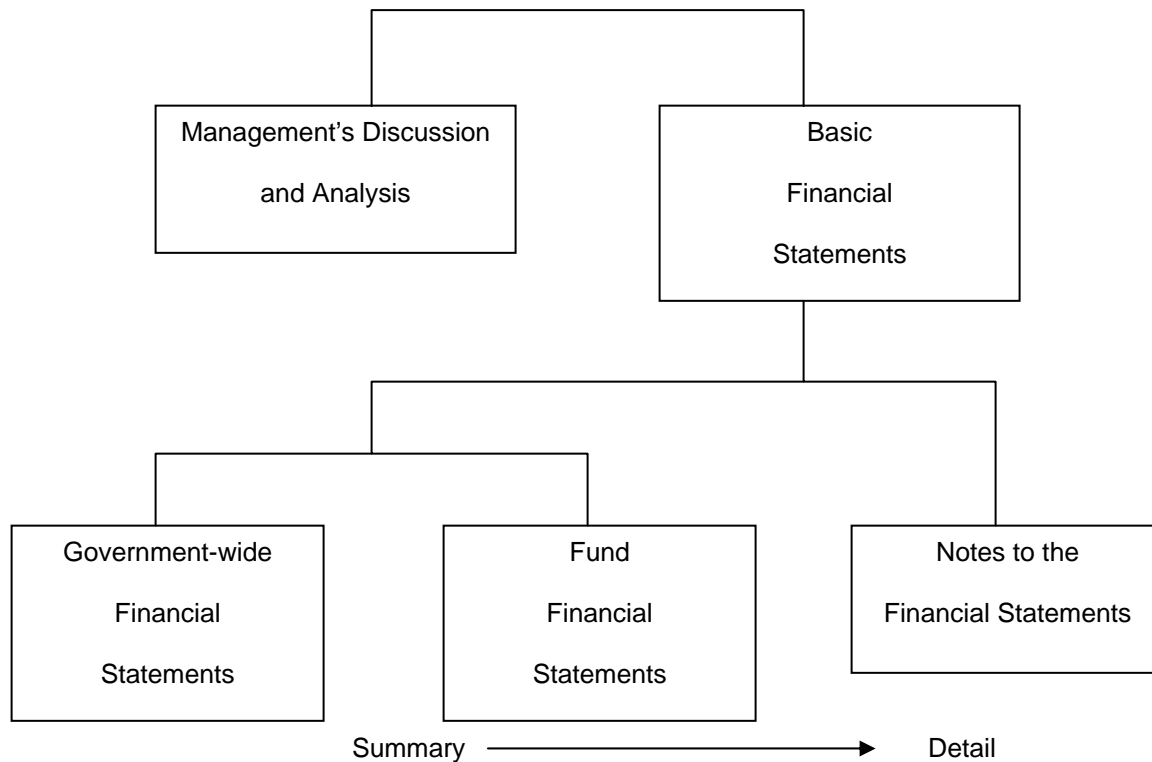 Management’s Discussion
and Analysis
Basic
Financial
Statements
Government-wide
Financial
Statements
Fund
Financial
Statements
Notes to the
Financial Statements
Summary
Detail